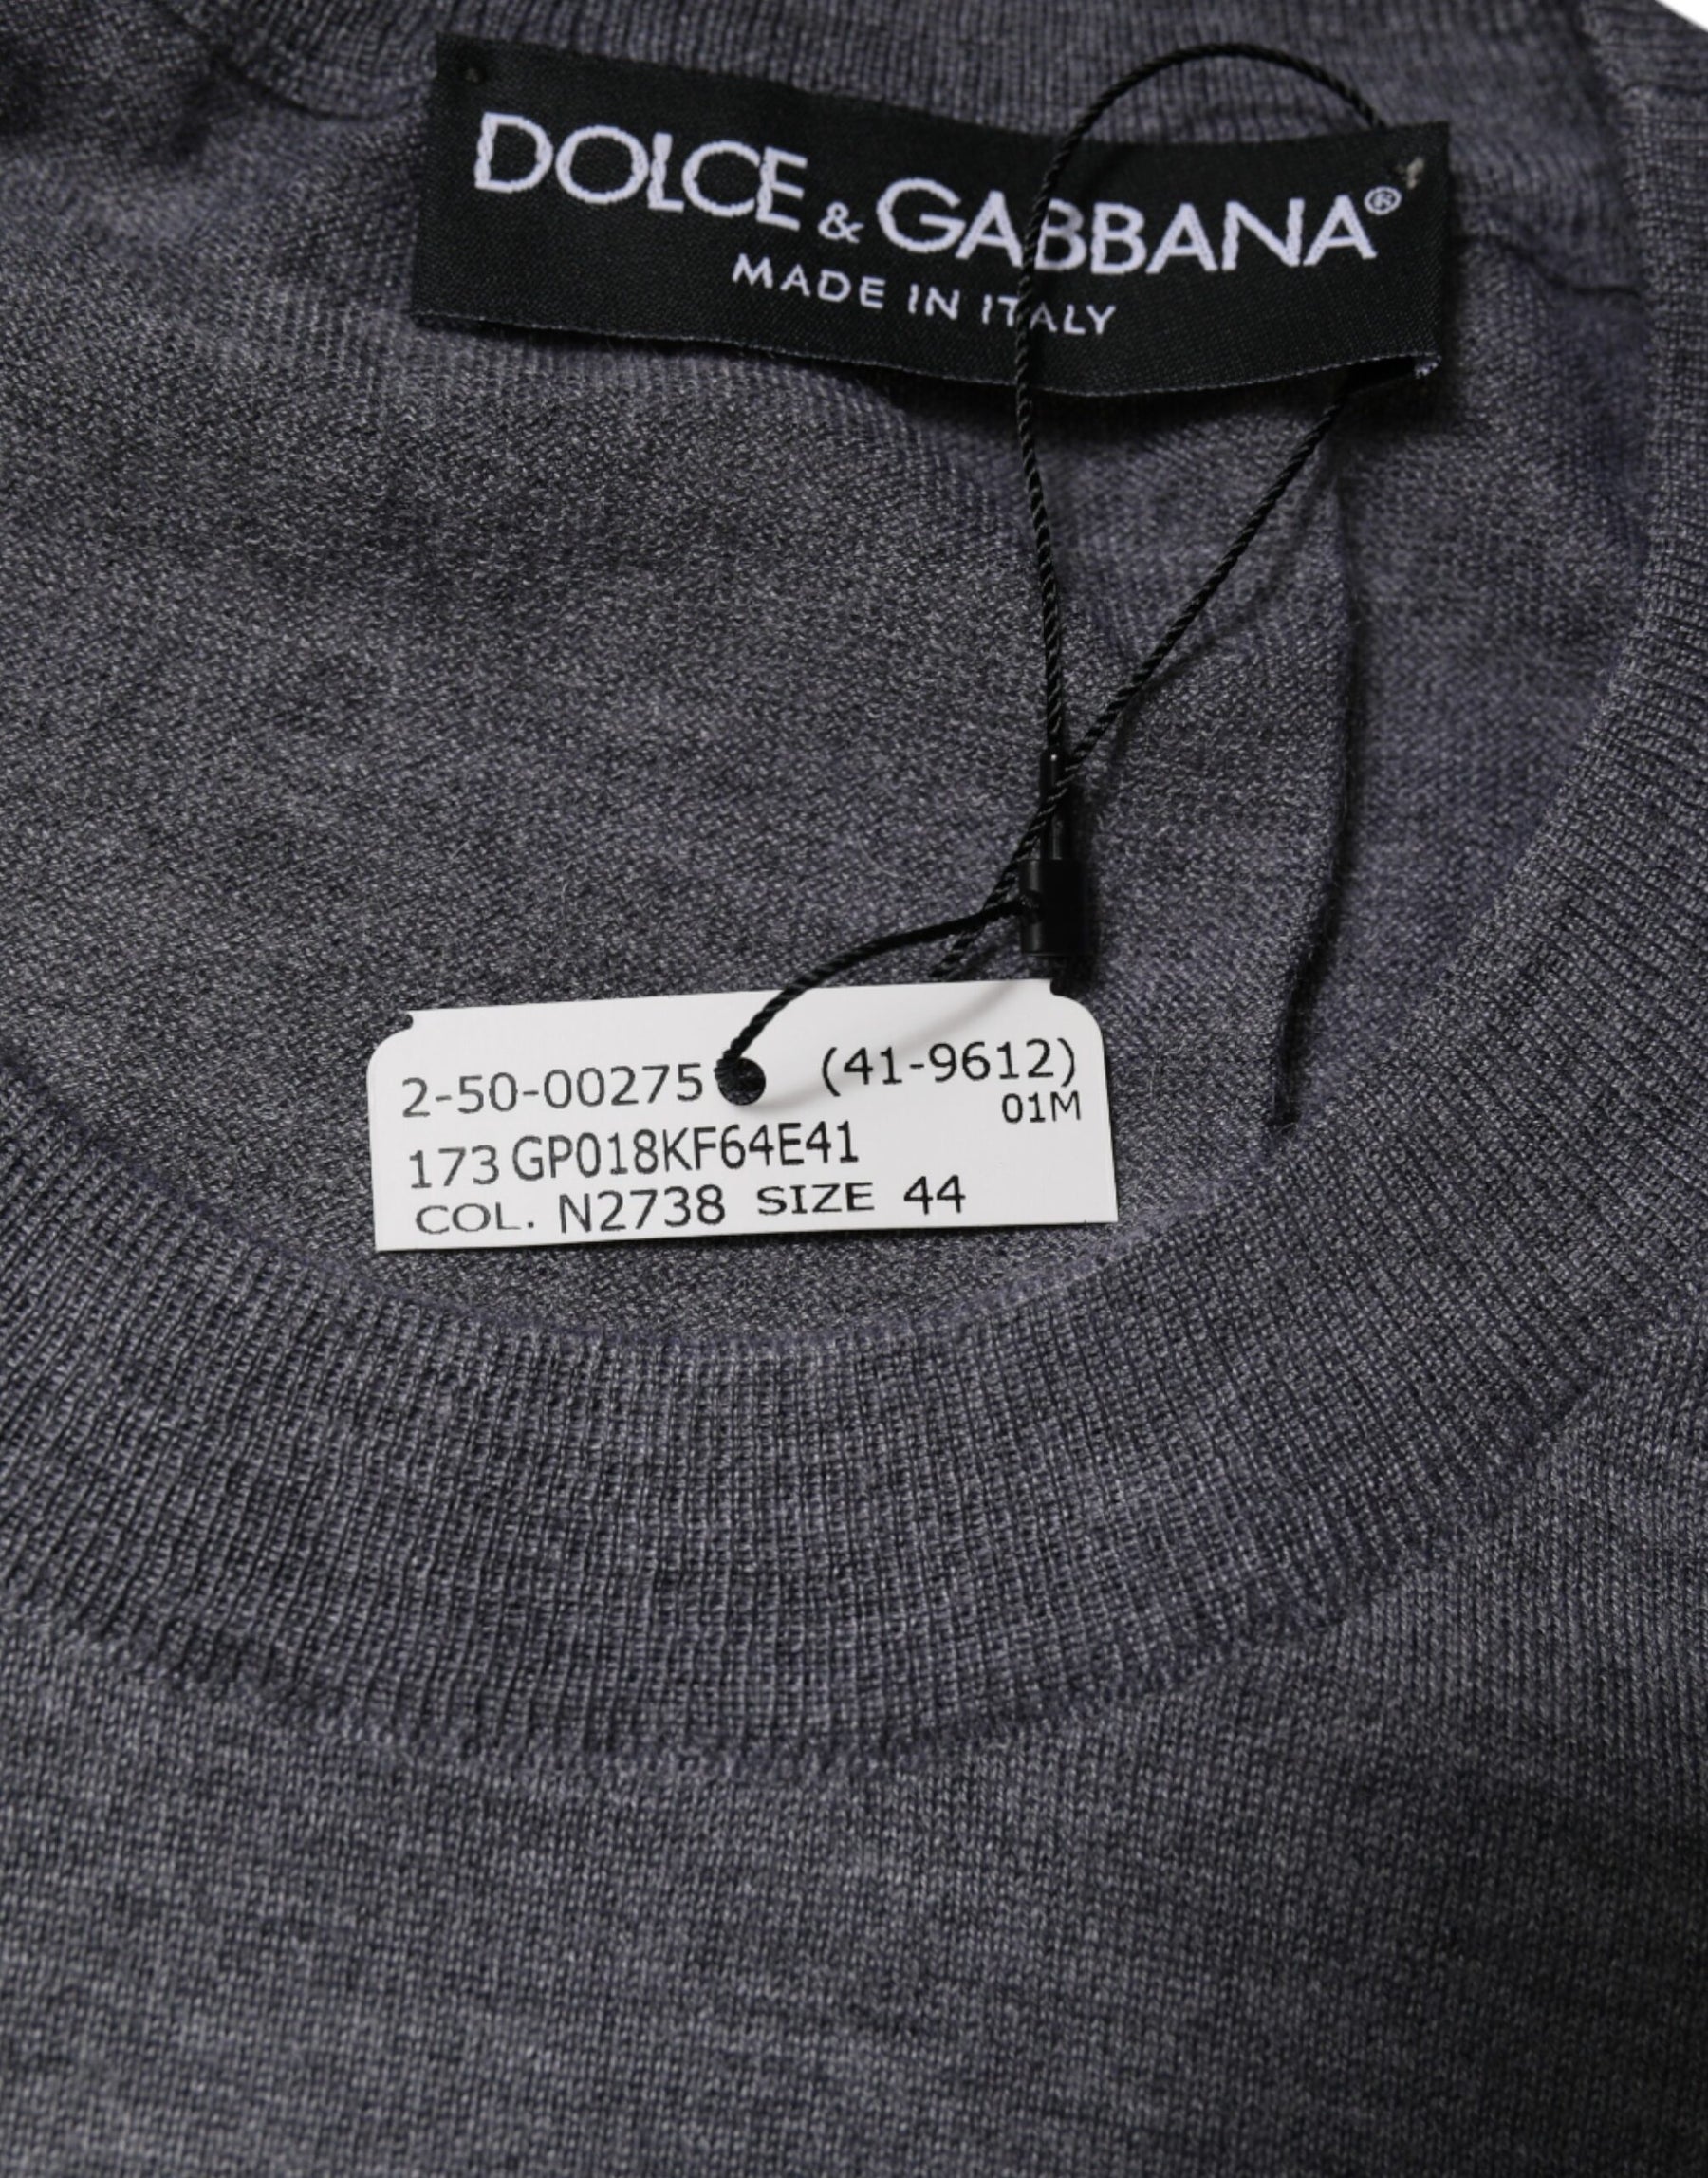 DOLCE & GABBANA®
MADE IN ITALY
2-50-00275 (41-9612)
01M
173 GP018KF64E41
COL. N2738 SIZE 44